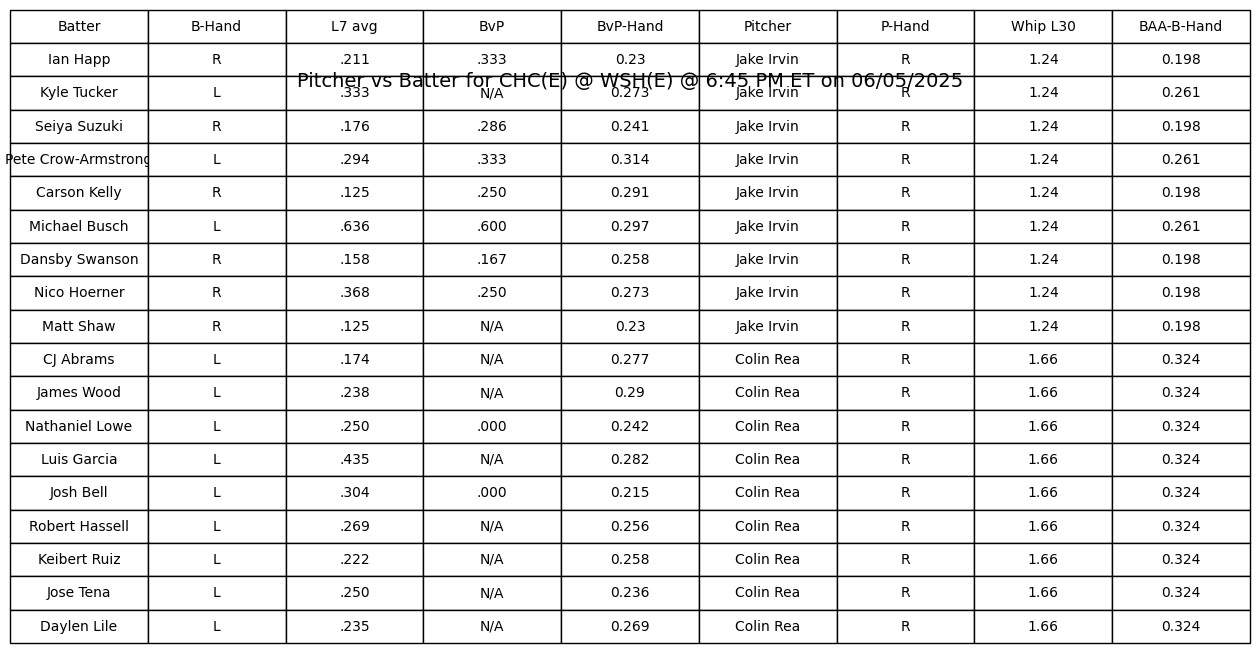 Batter B-Hand L7 avg BvP BvP-Hand Pitcher P-Hand Whip L30 BAA-B-Hand
Ian Happ R .211 .333 0.23 Jake Irvin R 1.24 0.198
Pitcher vs Batter for CHC(E) @ WSH(E) @ 6:45 PM ET on 06/05/2025
Kyle Tucker L .333 N/A 0.273 Jake Irvin R 1.24 0.261
Seiya Suzuki R .176 .286 0.241 Jake Irvin R 1.24 0.198
Pete Crow-Armstrong L .294 .333 0.314 Jake Irvin R 1.24 0.261
Carson Kelly R .125 .250 0.291 Jake Irvin R 1.24 0.198
Michael Busch L .636 .600 0.297 Jake Irvin R 1.24 0.261
Dansby Swanson R .158 .167 0.258 Jake Irvin R 1.24 0.198
Nico Hoerner R .368 .250 0.273 Jake Irvin R 1.24 0.198
Matt Shaw R .125 N/A 0.23 Jake Irvin R 1.24 0.198
CJ Abrams L .174 N/A 0.277 Colin Rea R 1.66 0.324
James Wood L .238 N/A 0.29 Colin Rea R 1.66 0.324
Nathaniel Lowe L .250 .000 0.242 Colin Rea R 1.66 0.324
Luis Garcia L .435 N/A 0.282 Colin Rea R 1.66 0.324
Josh Bell L .304 .000 0.215 Colin Rea R 1.66 0.324
Robert Hassell L .269 N/A 0.256 Colin Rea R 1.66 0.324
Keibert Ruiz L .222 N/A 0.258 Colin Rea R 1.66 0.324
Jose Tena L .250 N/A 0.236 Colin Rea R 1.66 0.324
Daylen Lile L .235 N/A 0.269 Colin Rea R 1.66 0.324